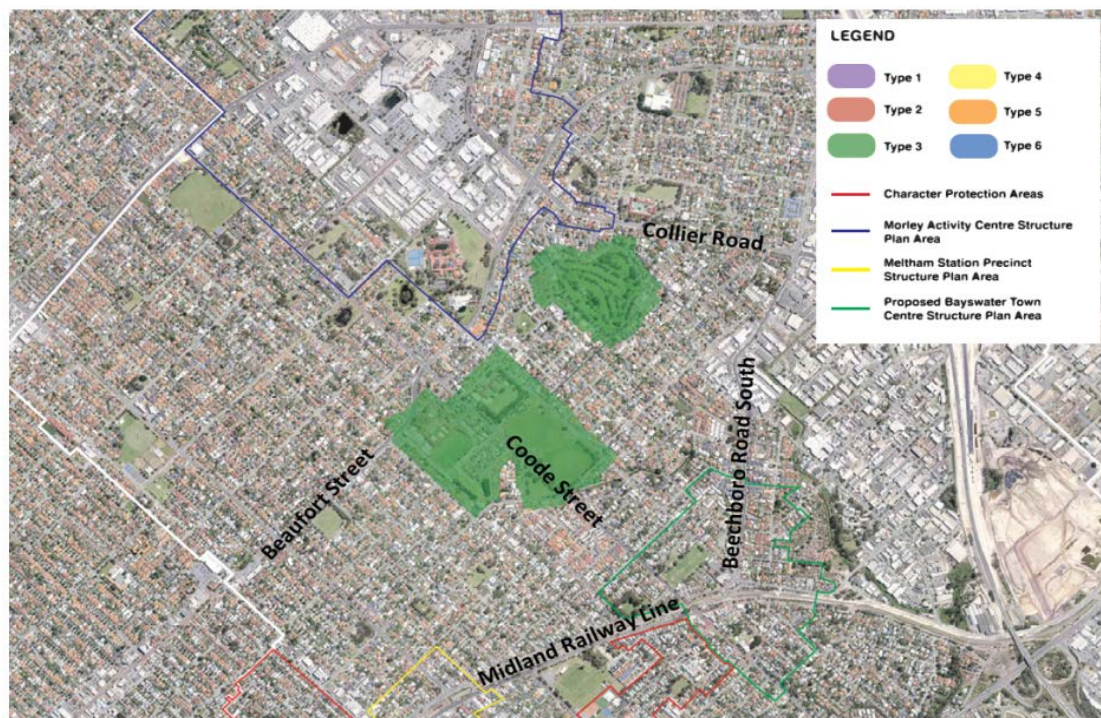 LEGEND
Type 1
Type 4
Type 2
Type 5
Type 3
Type 6
Character Protection Areas
Morley Activity Centre Structure
Plan Area
Meltham Station Precinct
Structure Plan Area
Proposed Bayswater Town
Centre Structure Plan Area
Collier Road
Beechboro Road South
Coode Street
Beaufort Street
Midland Railway Line